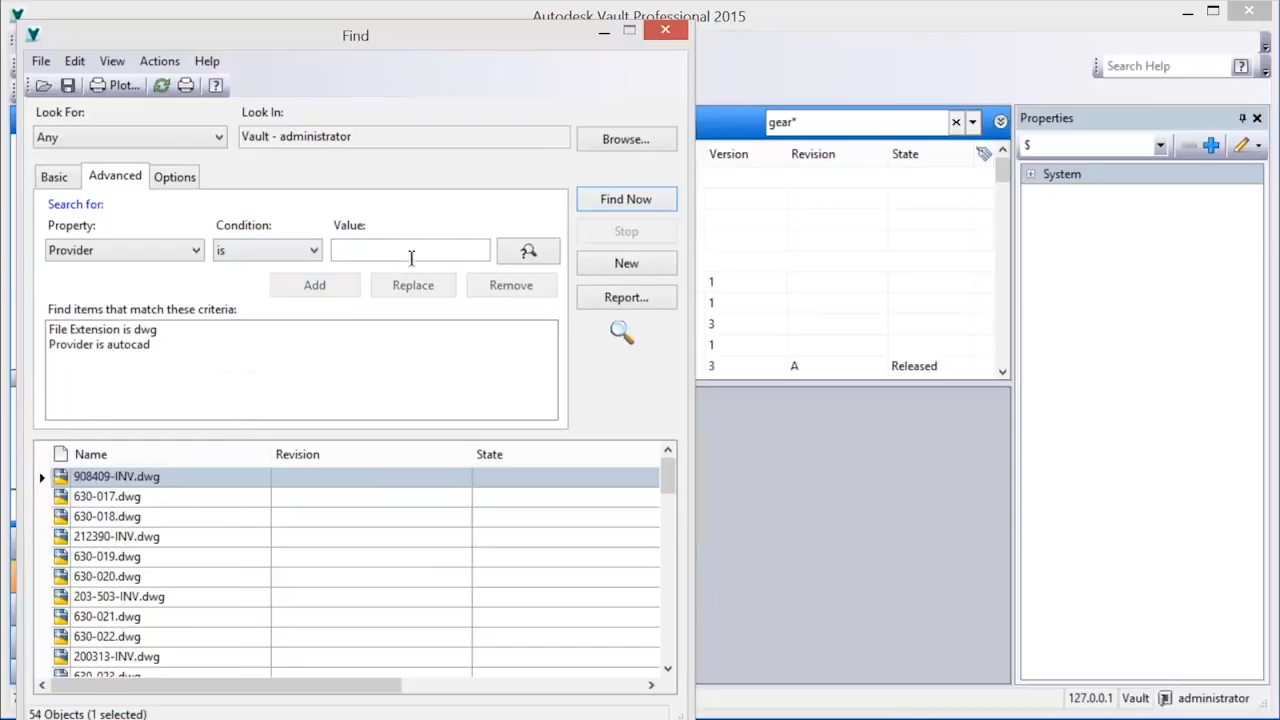 Autodesk Vault Professional 2015
Find
File Edit View Actions Help
Plot...
Search Help
Look For:
Look In:
Any
Vault - administrator
Browse...
Basic
Advanced
Options
Search for:
Property:
Condition:
Value:
Provider
is
Add
Replace
Remove
Find items that match these criteria:
File Extension is dwg
Provider is autocad
Find Now
Stop
New
Report...
Name Revision State
908409-INV.dwg
630-017.dwg
630-018.dwg
212390-INV.dwg
630-019.dwg
630-020.dwg
203-503-INV.dwg
630-021.dwg
630-022.dwg
200313-INV.dwg
630-023.dwg
54 Objects (1 selected)
gear*
Version Revision State
1
1
3
1
3 A Released
Properties
$
System
127.0.0.1 Vault administrator